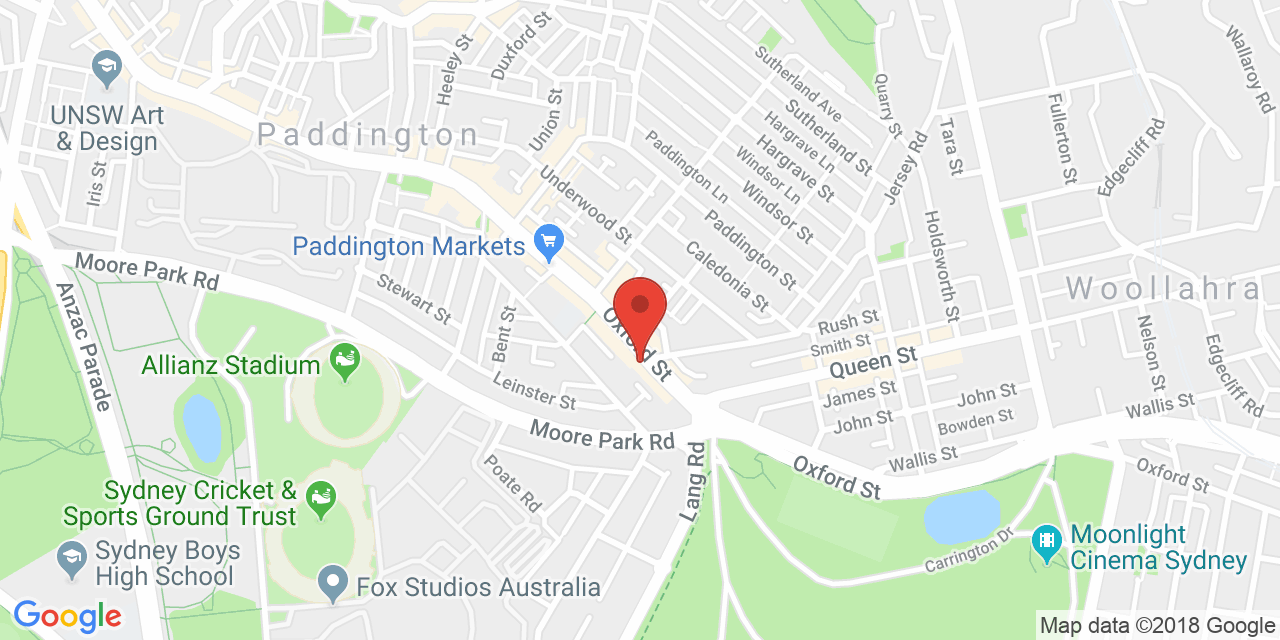 Duxford St
Heeley St
Union St
UNSW Art
& Design
Paddington
Iris St
Sutherland Ave
Sutherland St
Hargrave Ln
Hargrave St
Windsor Ln
Windsor St
Paddington Ln
Paddington St
Quarry St
Jersey Rd
Tara St
Fullerton St
Edgecliff Rd
Wallaroy Rd
Underwood St
Caledonia St
Holdsworth St
Paddington Markets
Moore Park Rd
Anzac Parade
Stewart St
Bent St
Oxford St
Woollahra
Rush St
Smith St
Queen St
Nelson St
Edgecliff Rd
Allianz Stadium
Leinster St
James St
John St
John St
Bowden St
Wallis St
Wallis St
Moore Park Rd
Lang Rd
Poate Rd
Oxford St
Oxford St
Sydney Cricket &
Sports Ground Trust
Carrington Dr
Moonlight
Cinema Sydney
Sydney Boys
High School
Fox Studios Australia
Google
Map data ©2018 Google